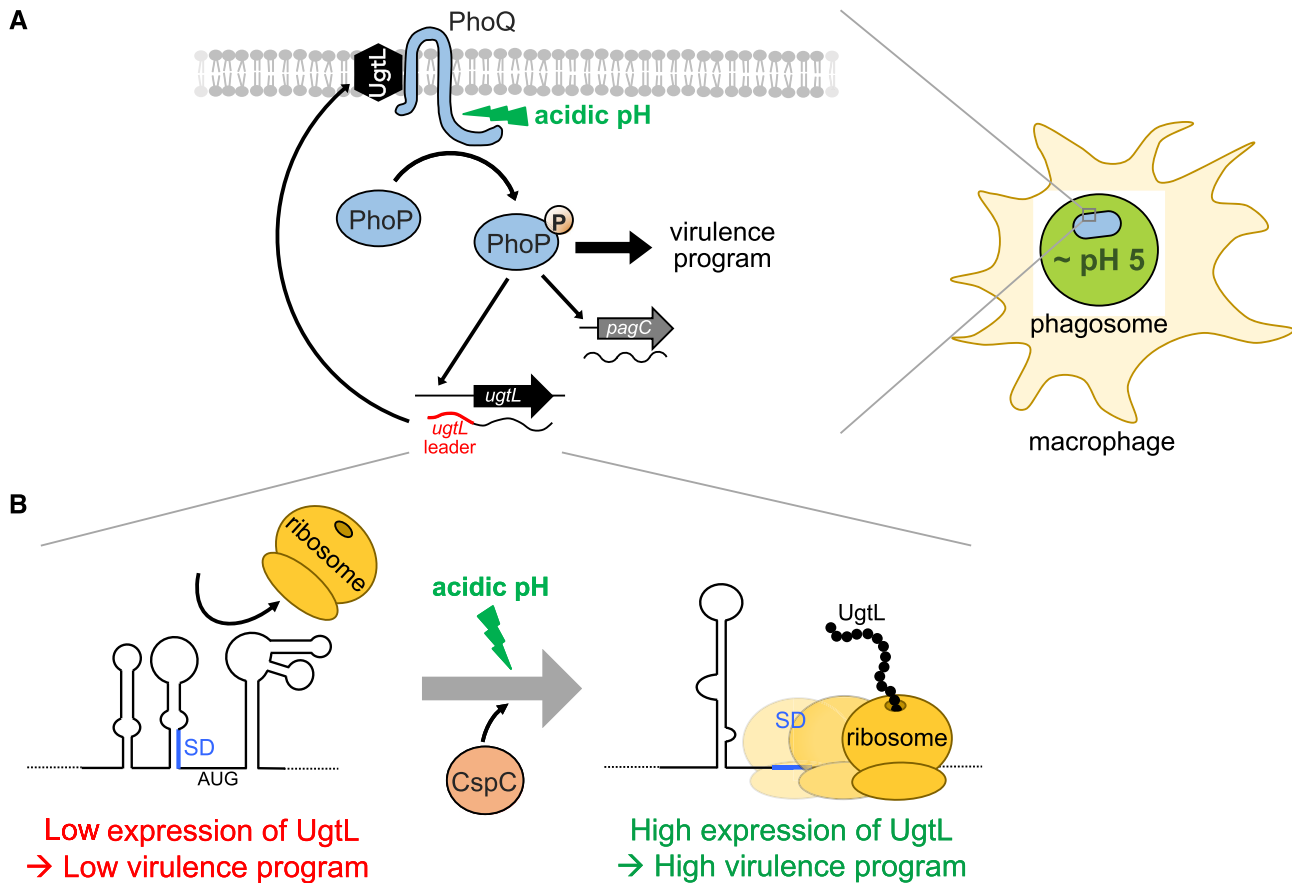 A
PhoQ
UgtL
acidic pH
PhoP
PhoP
P
virulence
program
pagC
ugtL
ugtL
leader
~ pH 5
phagosome
macrophage
B
ribosome
SD
AUG
acidic pH
CspC
UgtL
SD
ribosome
Low expression of UgtL
→ Low virulence program
High expression of UgtL
→ High virulence program